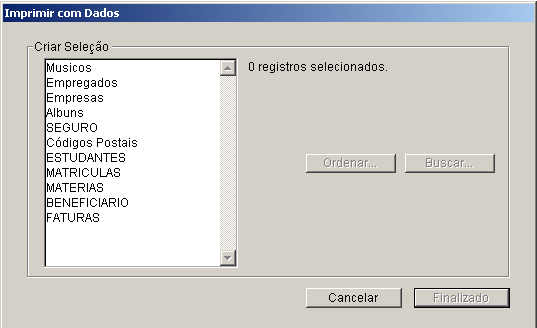 Imprimir com Dados
Criar Seleção
Musicos
Empregados
Empresas
Albuns
SEGURO
Códigos Postais
ESTUDANTES
MATRICULAS
MATERIAS
BENEFICIARIO
FATURAS
0 registros selecionados.
Ordenar... Buscar...
Cancelar Finalizado